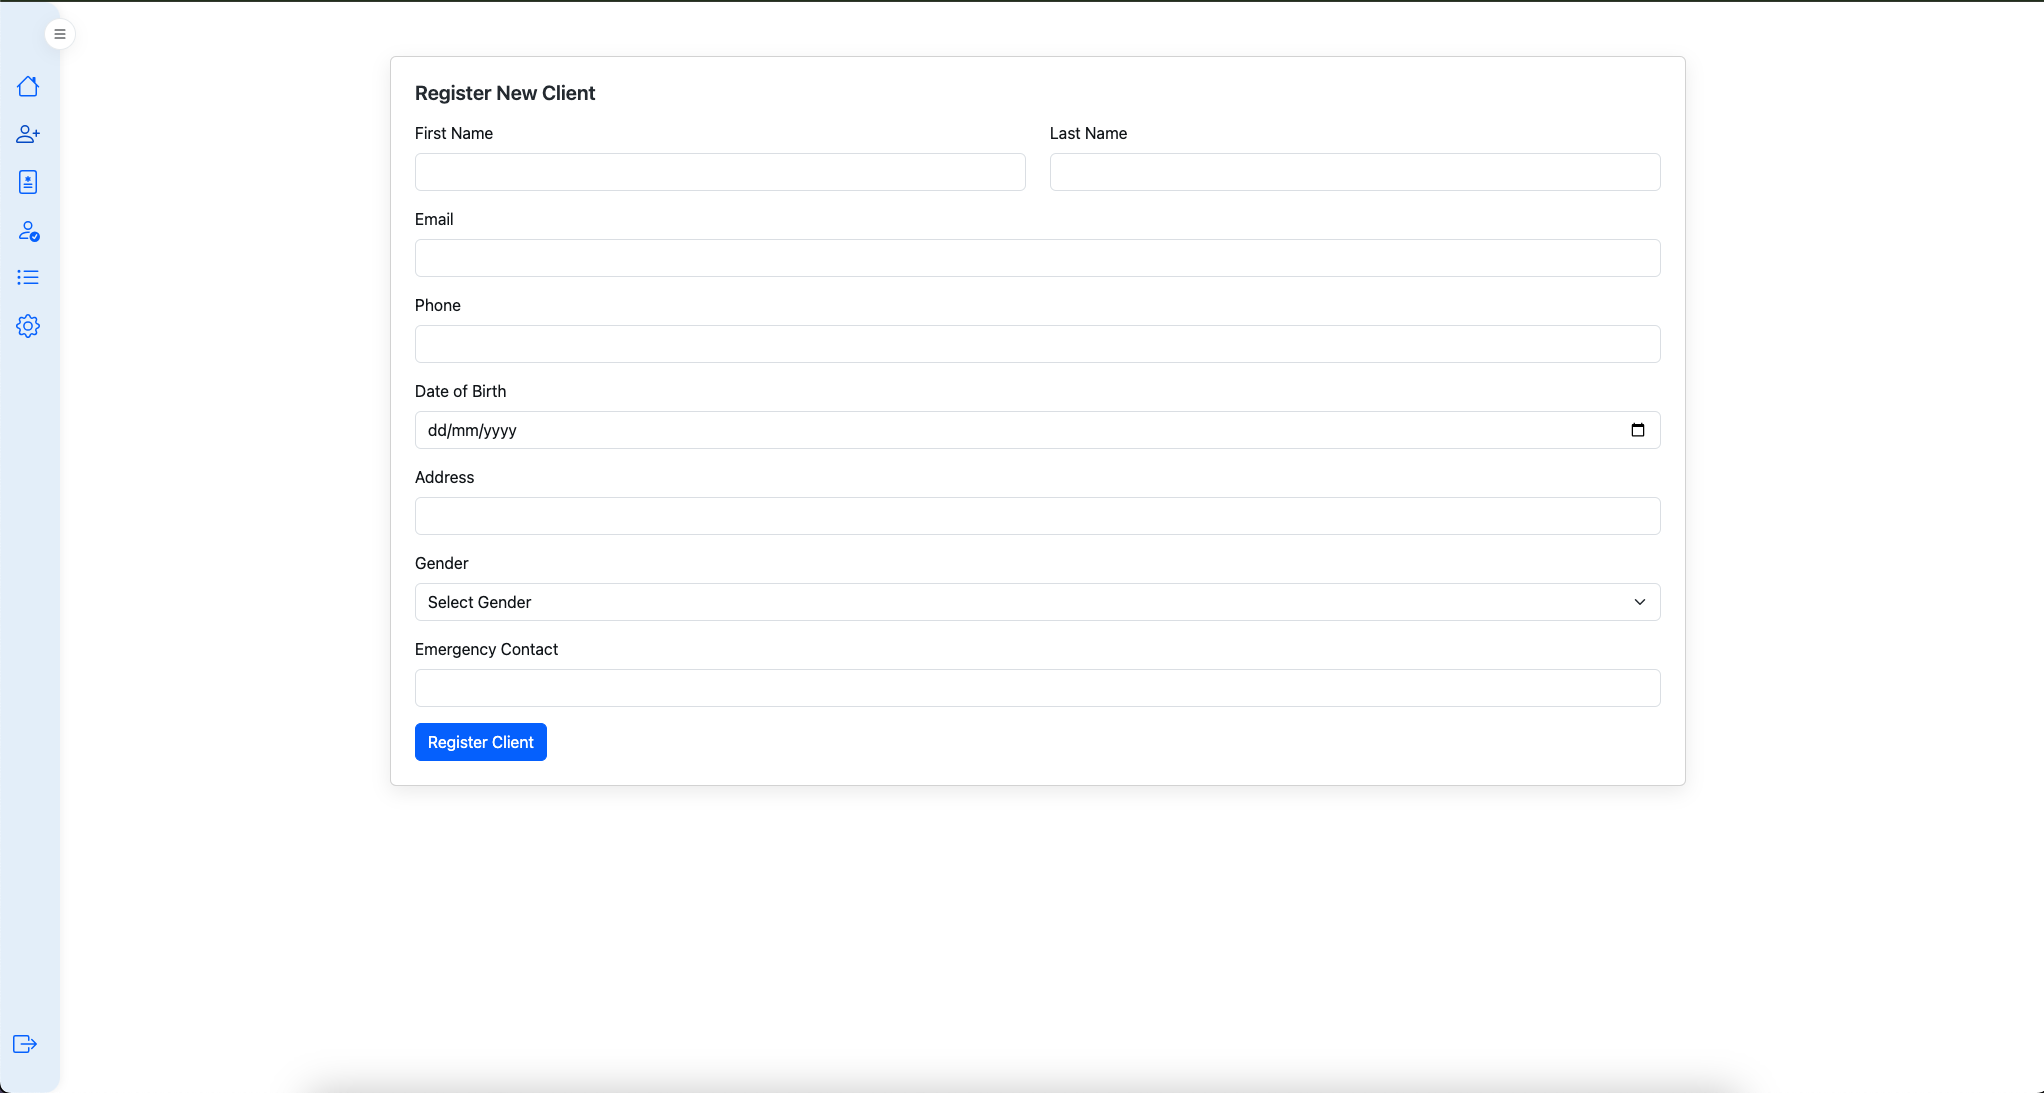 Register New Client
First Name
Last Name
Email
Phone
Date of Birth
dd/mm/yyyy
Address
Gender
Select Gender
Emergency Contact
Register Client